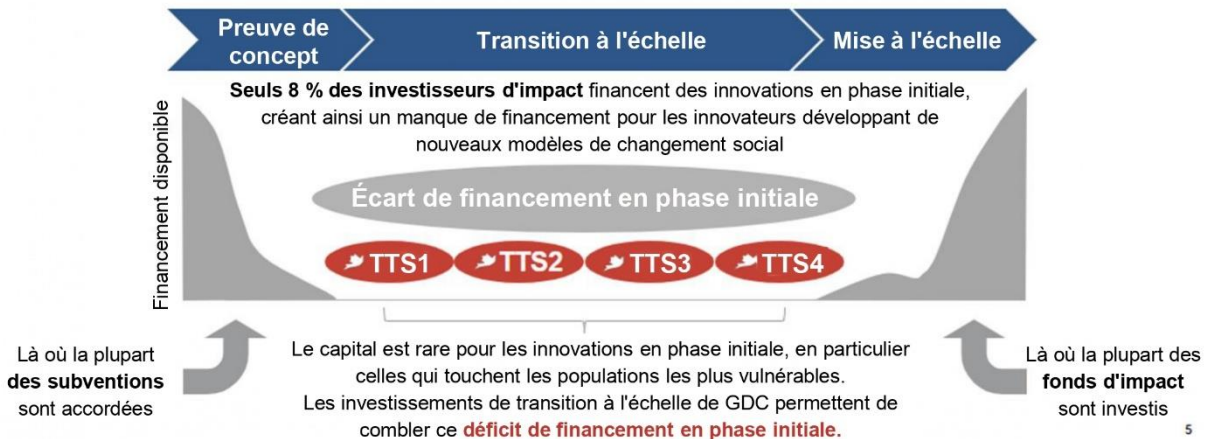 Preuve de
concept
Transition à l'échelle
Mise à l'échelle
Seuls 8 % des investisseurs d'impact financent des innovations en phase initiale,
créant ainsi un manque de financement pour les innovateurs développant de
nouveaux modèles de changement social
Financement disponible
Écart de financement en phase initiale
TTS1
TTS2
TTS3
TTS4
Là où la plupart
des subventions
sont accordées
Le capital est rare pour les innovations en phase initiale, en particulier
celles qui touchent les populations les plus vulnérables.
Les investissements de transition à l'échelle de GDC permettent de
combler ce déficit de financement en phase initiale.
Là où la plupart des
fonds d'impact
sont investis
5